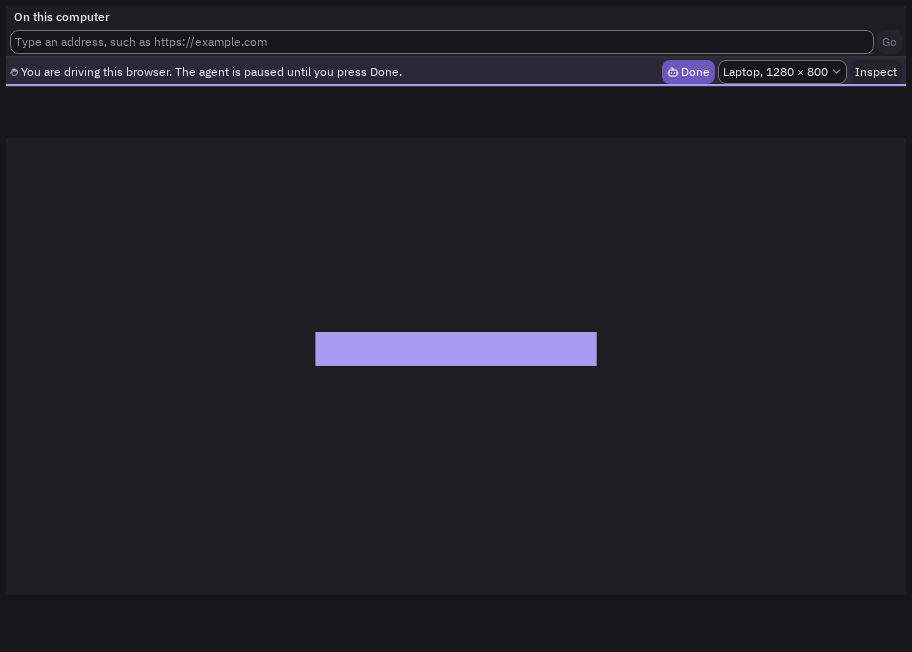 On this computer
Type an address, such as https://example.com
Go
You are driving this browser. The agent is paused until you press Done.
Done
Laptop, 1280 × 800
Inspect